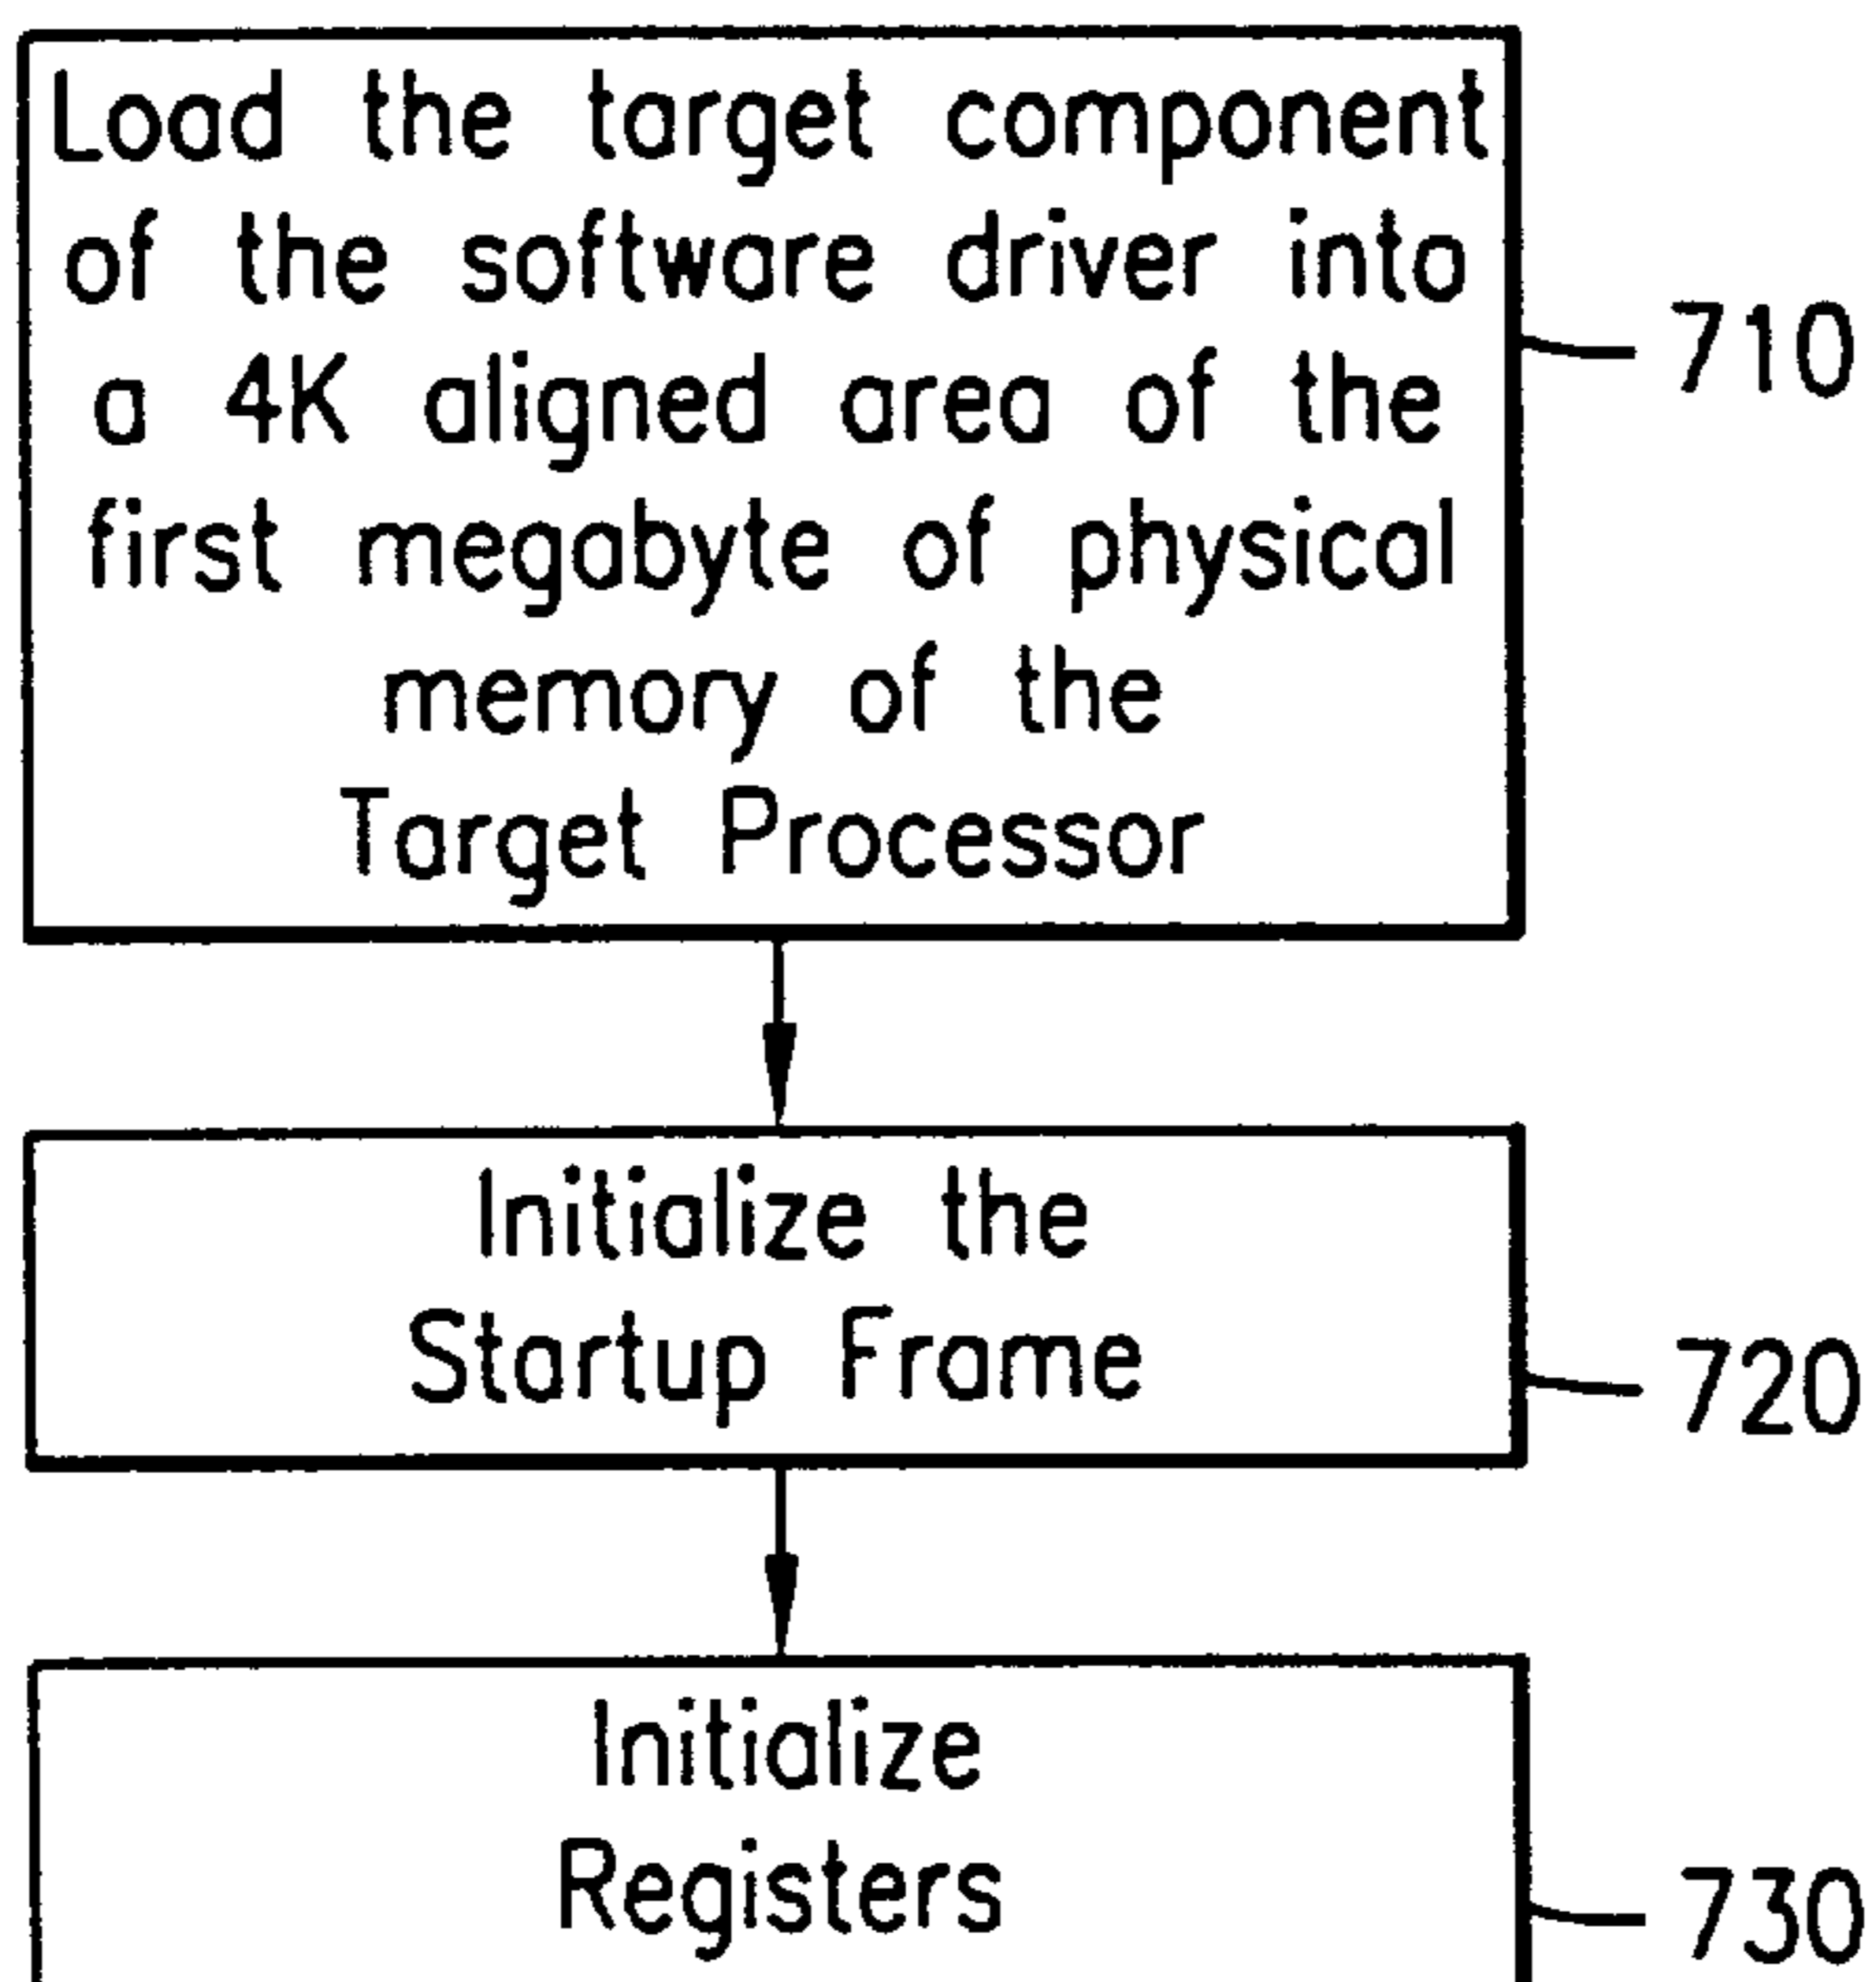 Load the target component
of the software driver into
a 4K aligned area of the
first megabyte of physical
memory of the
Target Processor
710
Initialize the
Startup Frame
720
Initialize
Registers
730